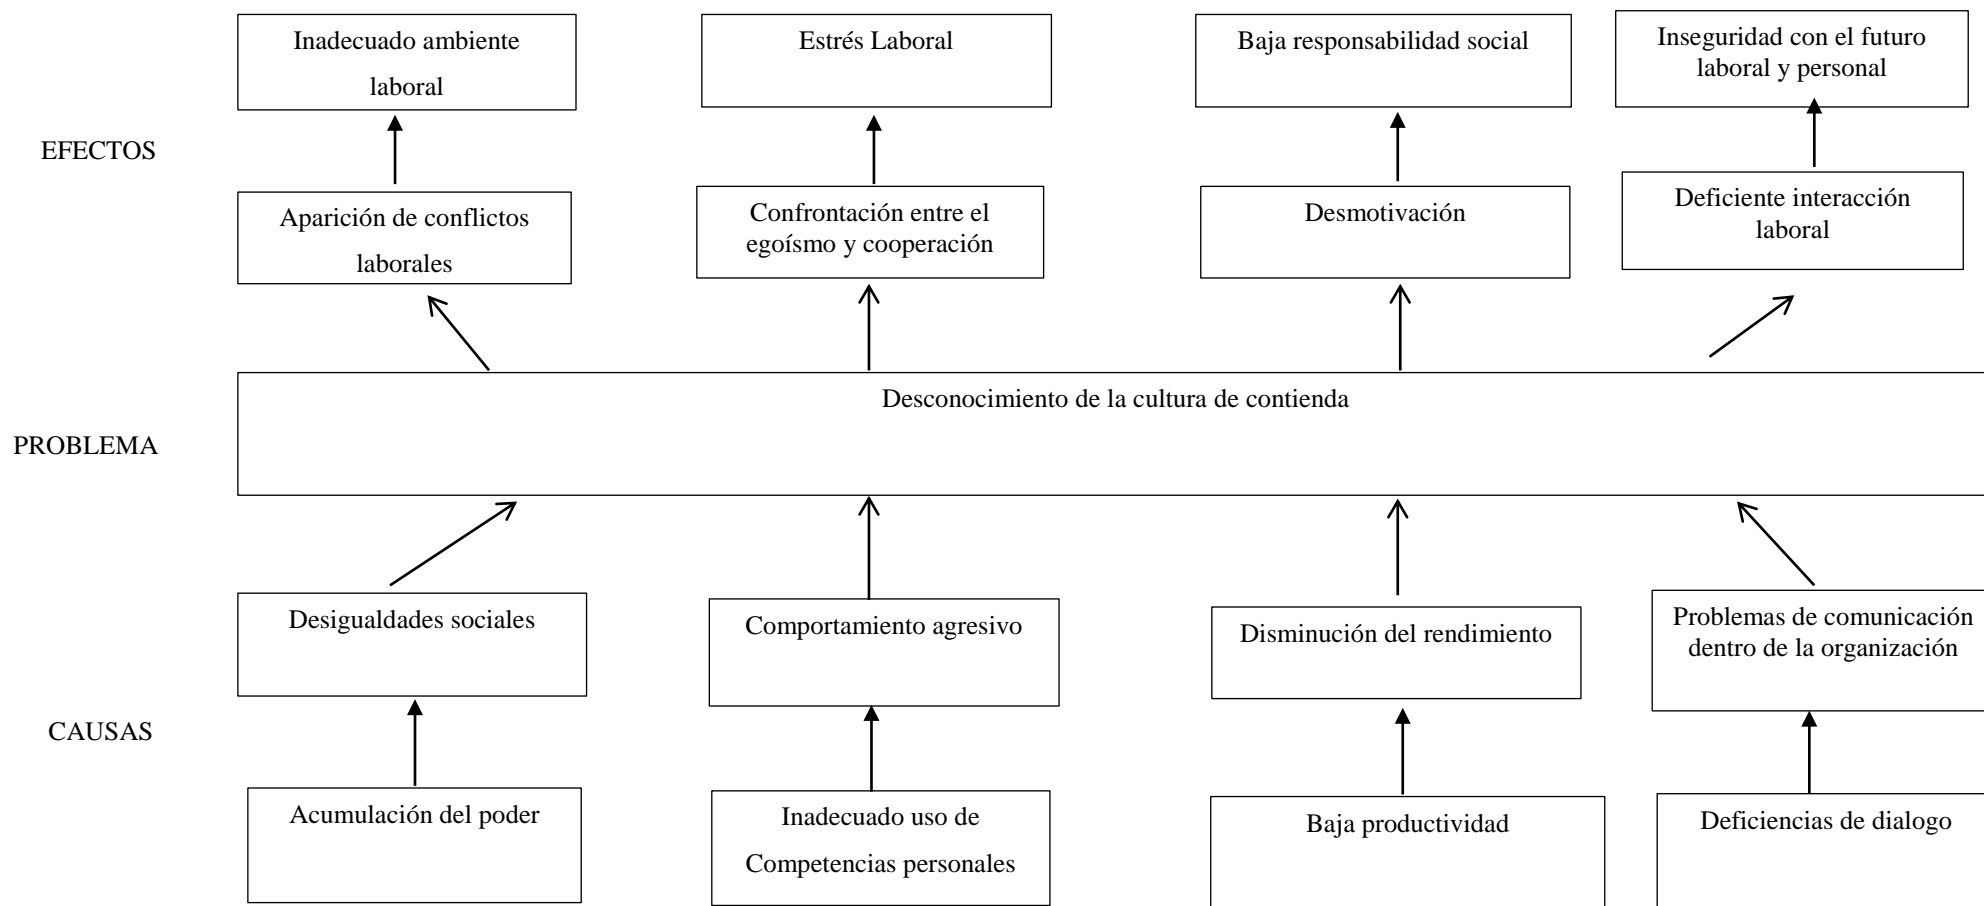 Inadecuado ambiente
laboral
Estrés Laboral
Baja responsabilidad social
Inseguridad con el futuro
laboral y personal
EFECTOS
Aparición de conflictos
laborales
Confrontación entre el
egoísmo y cooperación
Desmotivación
Deficiente interacción
laboral
Desconocimiento de la cultura de contienda
PROBLEMA
Desigualdades sociales
Comportamiento agresivo
Disminución del rendimiento
Problemas de comunicación
dentro de la organización
CAUSAS
Acumulación del poder
Inadecuado uso de
Competencias personales
Baja productividad
Deficiencias de dialogo